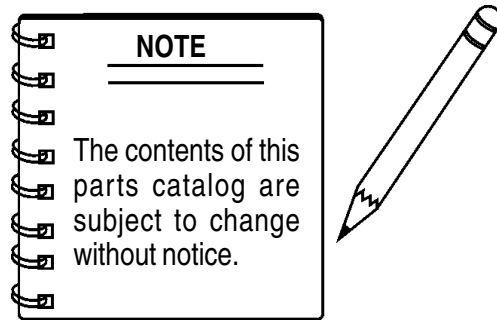 NOTE
The contents of this
parts catalog are
subject to change
without notice.